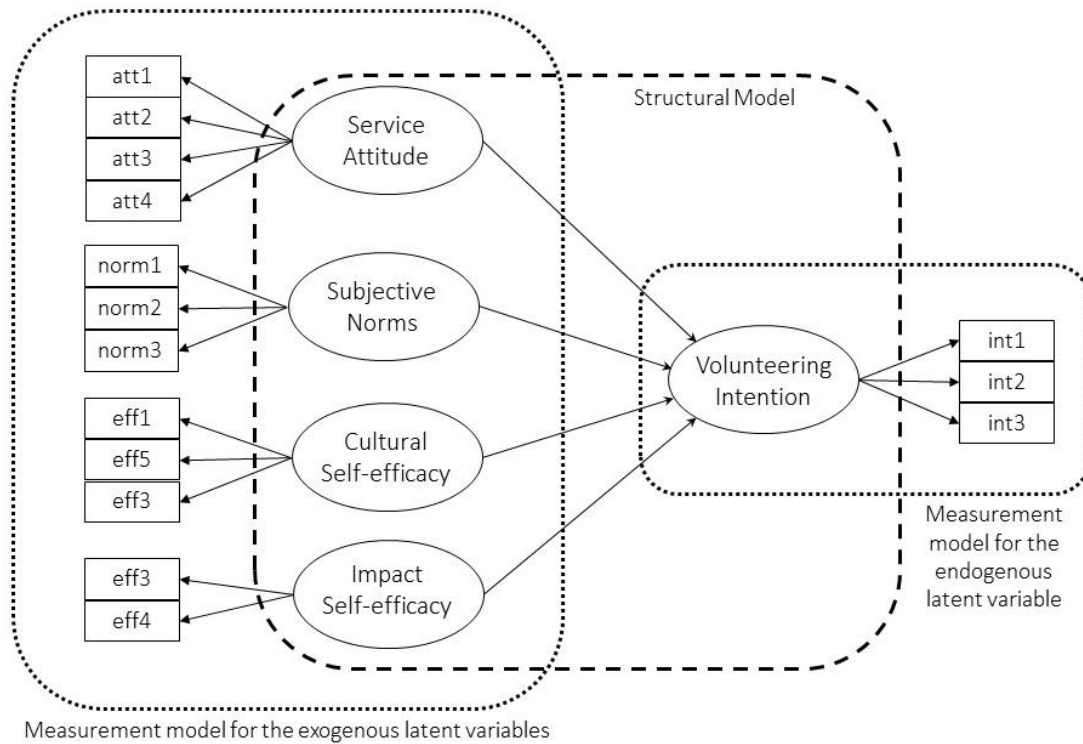 att1
att2
att3
att4
Service
Attitude
Structural Model
norm1
norm2
norm3
Subjective
Norms
Volunteering
Intention
int1
int2
int3
eff1
eff5
eff3
Cultural
Self-efficacy
eff3
eff4
Impact
Self-efficacy
Measurement
model for the
endogenous
latent variable
Measurement model for the exogenous latent variables